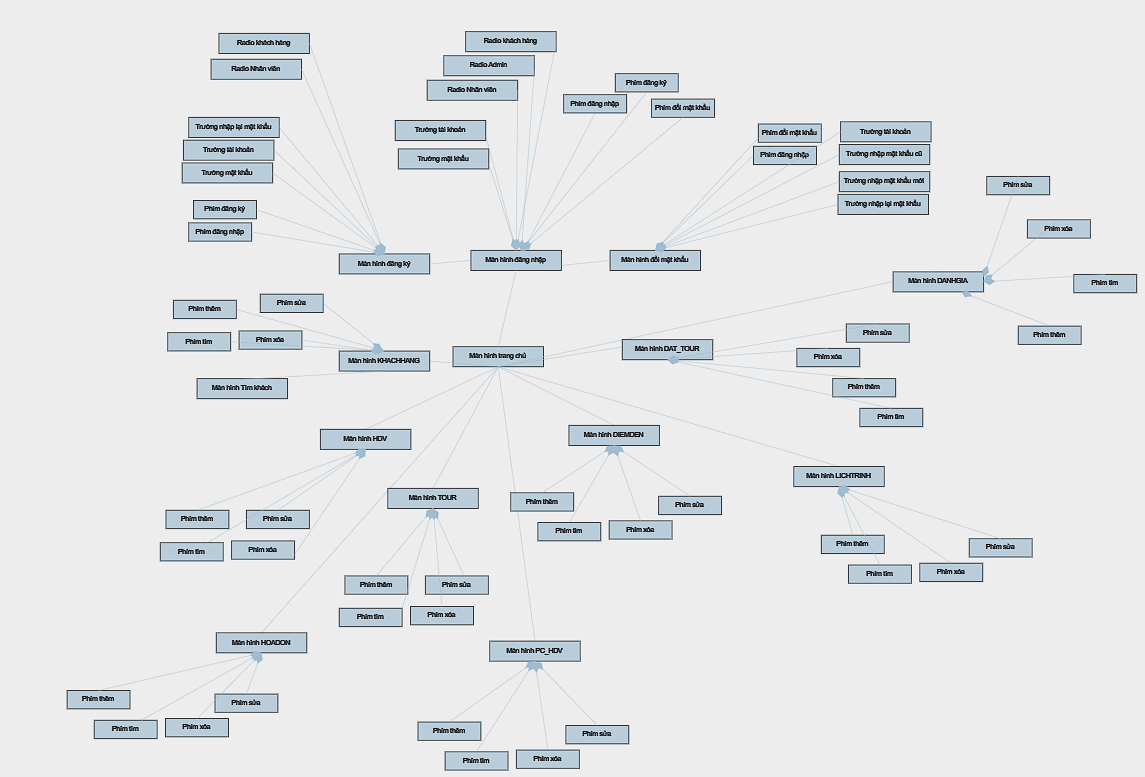 Radio khách hàng
Radio Nhân viên
Radio khách hàng
Radio Admin
Radio Nhân viên
Phím đăng ký
Phím đăng nhập
Phím đổi mật khẩu
Trường nhập lại mật khẩu
Trường tài khoản
Trường mật khẩu
Trường tài khoản
Trường mật khẩu
Phím đổi mật khẩu
Phím đăng nhập
Trường tài khoản
Trường nhập mật khẩu cũ
Trường nhập mật khẩu mới
Trường nhập lại mật khẩu
Phím đăng ký
Phím đăng nhập
Màn hình đăng ký
Màn hình đăng nhập
Màn hình đổi mật khẩu
Phím sửa
Phím xóa
Màn hình DANHGIA
Phím tìm
Phím thêm
Phím thêm
Phím sửa
Phím tìm
Phím xóa
Màn hình KHACHHANG
Màn hình Tìm khách
Màn hình trang chủ
Màn hình DAT_TOUR
Phím sửa
Phím xóa
Phím thêm
Phím tìm
Màn hình HDV
Phím thêm
Phím sửa
Phím tìm
Phím xóa
Màn hình TOUR
Phím thêm
Phím sửa
Phím tìm
Phím xóa
Màn hình DIEMDEN
Phím thêm
Phím sửa
Phím tìm
Phím xóa
Màn hình LICHTRINH
Phím thêm
Phím sửa
Phím tìm
Phím xóa
Màn hình HOADON
Phím thêm
Phím sửa
Phím tìm
Phím xóa
Màn hình PC_HDV
Phím thêm
Phím sửa
Phím tìm
Phím xóa